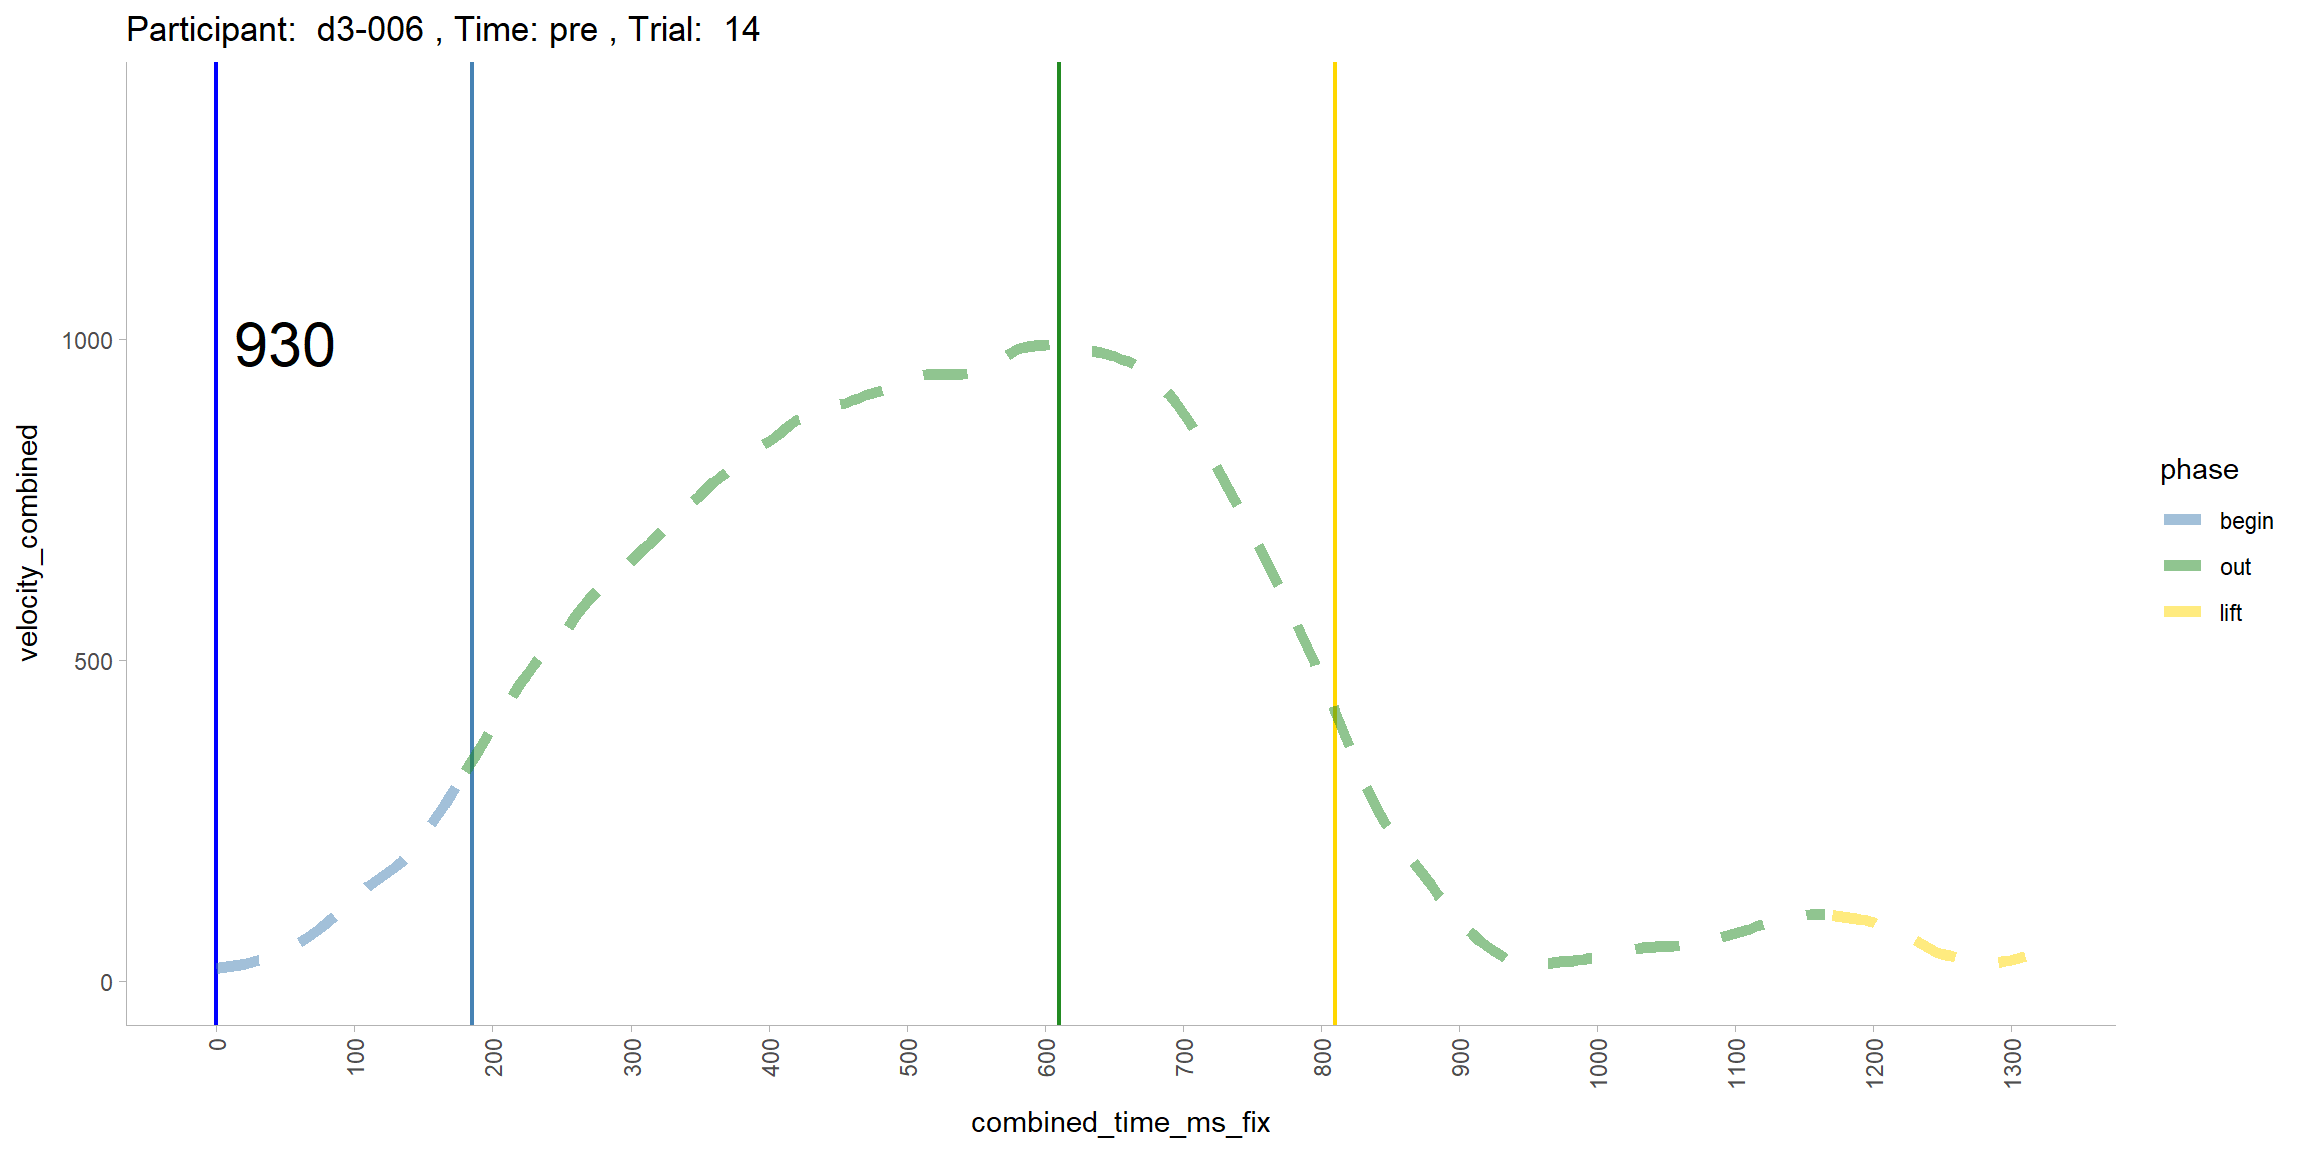 Participant:  d3-006 , Time: pre , Trial:  14
930
1000
500
0
velocity_combined
0
100
200
300
400
500
600
700
800
900
1000
1100
1200
1300
combined_time_ms_fix
phase
begin
out
lift